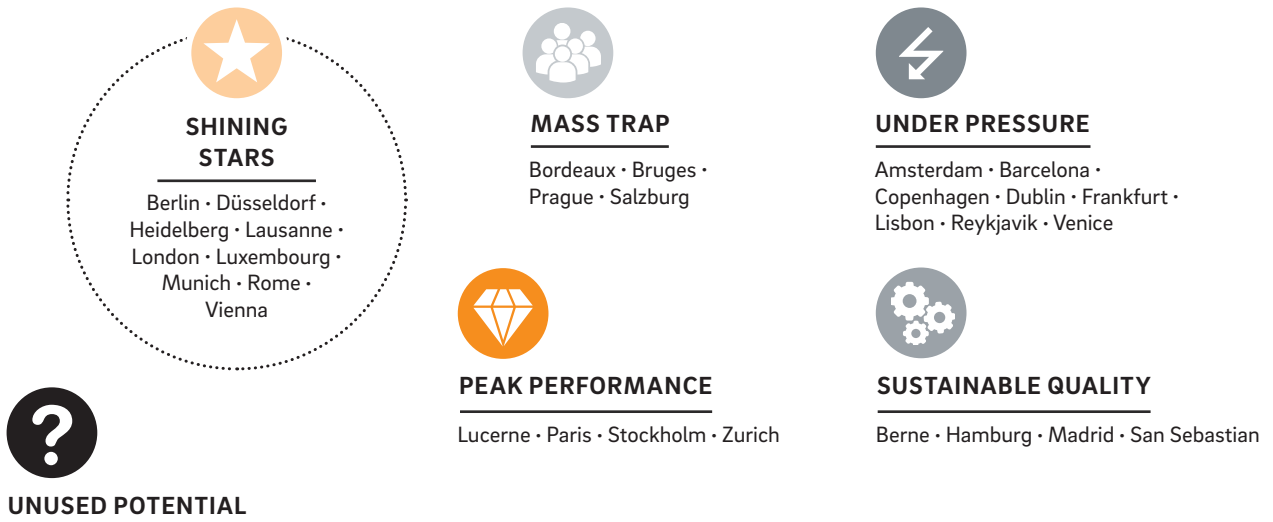 SHINING
STARS
Berlin · Düsseldorf ·
Heidelberg · Lausanne ·
London · Luxembourg ·
Munich · Rome ·
Vienna
MASS TRAP
Bordeaux · Bruges ·
Prague · Salzburg
UNDER PRESSURE
Amsterdam · Barcelona ·
Copenhagen · Dublin · Frankfurt ·
Lisbon · Reykjavik · Venice
PEAK PERFORMANCE
Lucerne · Paris · Stockholm · Zurich
SUSTAINABLE QUALITY
Berne · Hamburg · Madrid · San Sebastian
?
UNUSED POTENTIAL